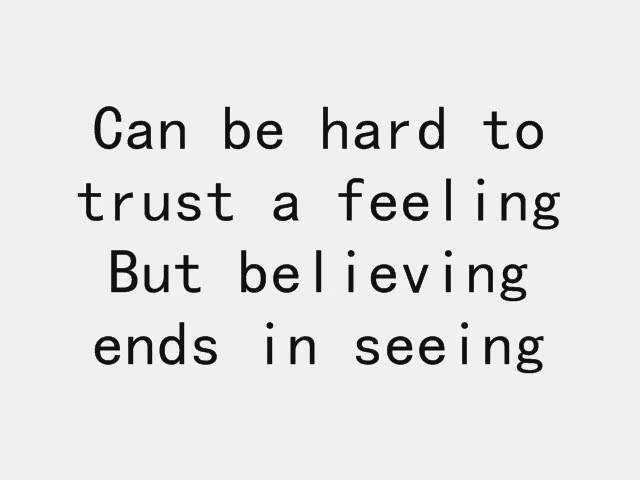 Can be hard to
trust a feeling
But believing
ends in seeing